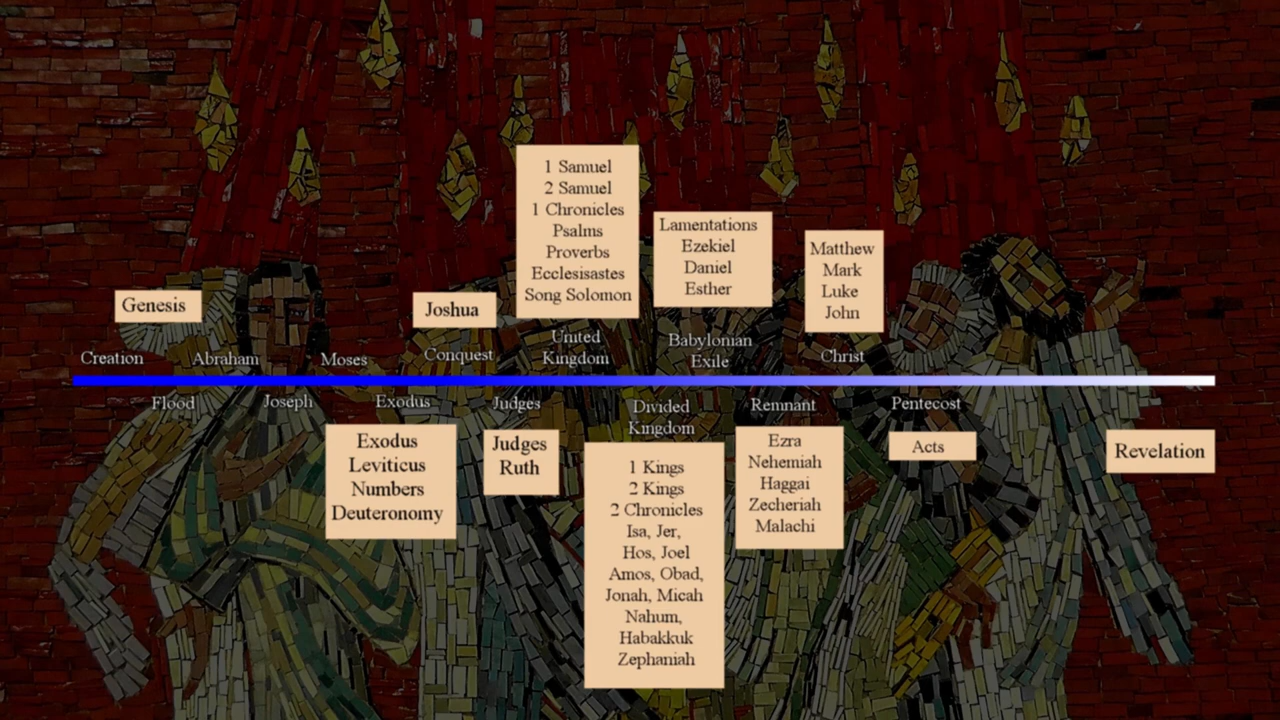 1 Samuel
2 Samuel
1 Chronicles
Psalms
Proverbs
Ecclesisastes
Song Solomon
Lamentations
Ezekiel
Daniel
Esther
Matthew
Mark
Luke
John
Genesis
Joshua
Creation
Abraham
Moses
Conquest
United
Kingdom
Babylonian
Exile
Christ
Flood
Joseph
Exodus
Judges
Divided
Kingdom
Remnant
Pentecost
Exodus
Leviticus
Numbers
Deuteronomy
Judges
Ruth
1 Kings
2 Kings
2 Chronicles
Isa, Jer,
Hos, Joel
Amos, Obad,
Jonah, Micah
Nahum,
Habakkuk
Zephaniah
Ezra
Nehemiah
Haggai
Zecheriah
Malachi
Acts
Revelation